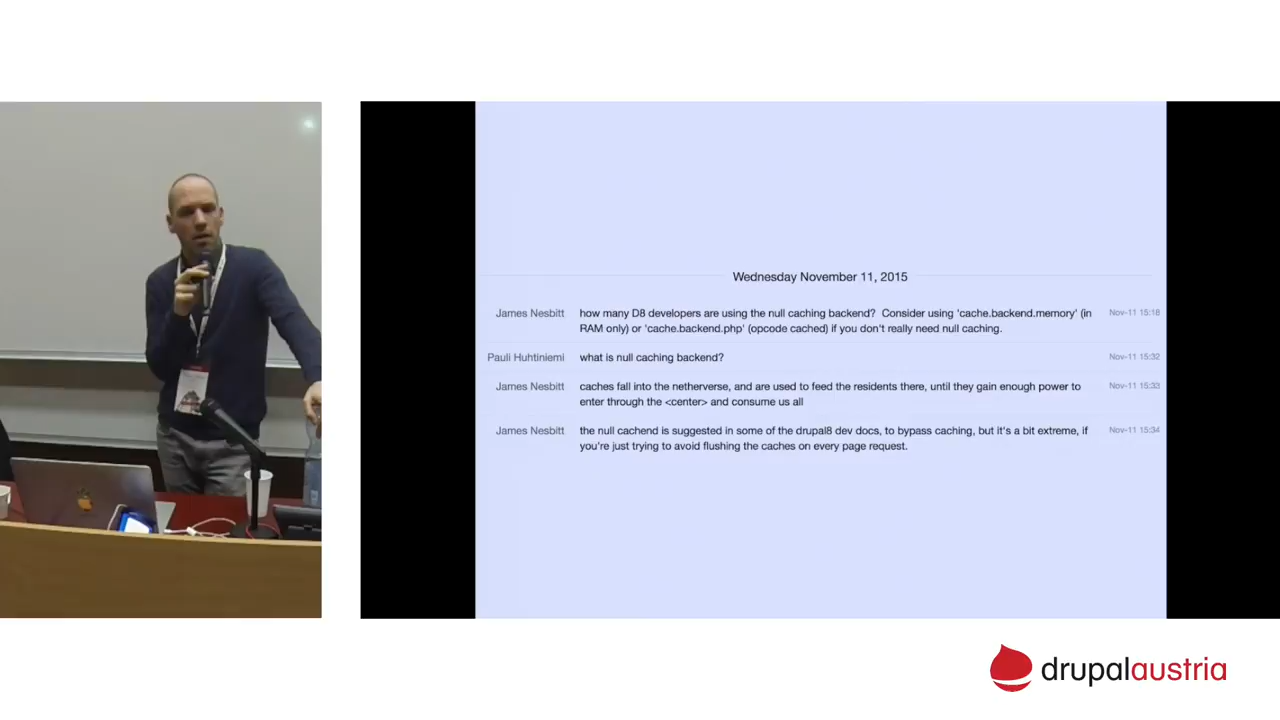 Wednesday November 11, 2015
James Nesbitt how many D8 developers are using the null caching backend? Consider using 'cache.backend.memory' (in Nov-11 15:18
RAM only) or 'cache.backend.php' (opcode cached) if you don't really need null caching.
Pauli Huhtiniemi what is null caching backend? Nov-11 15:32
James Nesbitt caches fall into the netherverse, and are used to feed the residents there, until they gain enough power to Nov-11 15:33
enter through the <center> and consume us all
James Nesbitt the null cachend is suggested in some of the drupal8 dev docs, to bypass caching, but it's a bit extreme, if Nov-11 15:34
you're just trying to avoid flushing the caches on every page request.
drupalaustria